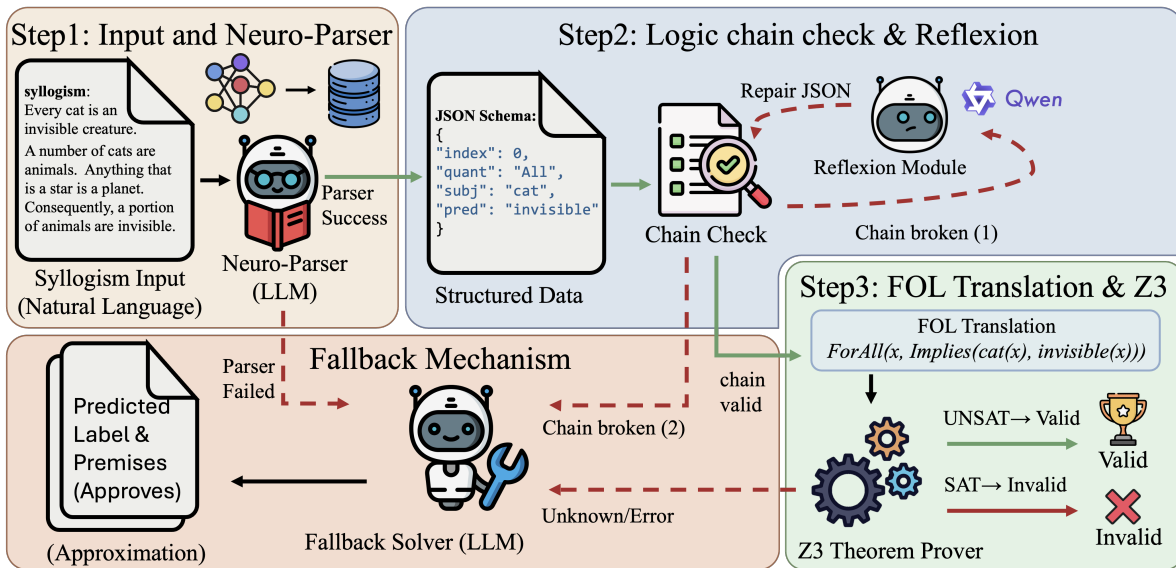 Step1: Input and Neuro-Parser
syllogism:
Every cat is an
invisible creature.
A number of cats are
animals. Anything that
is a star is a planet.
Consequently, a portion
of animals are invisible.
Syllogism Input
(Natural Language)
Neuro-Parser
(LLM)
Parser
Success
Step2: Logic chain check & Reflexion
JSON Schema:
{
"index": 0,
"quant": "All",
"subj": "cat",
"pred": "invisible"
}
Structured Data
Chain Check
Repair JSON
Qwen
Reflexion Module
Chain broken (1)
Step3: FOL Translation & Z3
FOL Translation
ForAll(x, Implies(cat(x), invisible(x)))
chain
valid
UNSAT→ Valid
Valid
SAT→ Invalid
Invalid
Z3 Theorem Prover
Fallback Mechanism
Parser
Failed
Chain broken (2)
Unknown/Error
Fallback Solver (LLM)
Predicted
Label &
Premises
(Approves)
(Approximation)